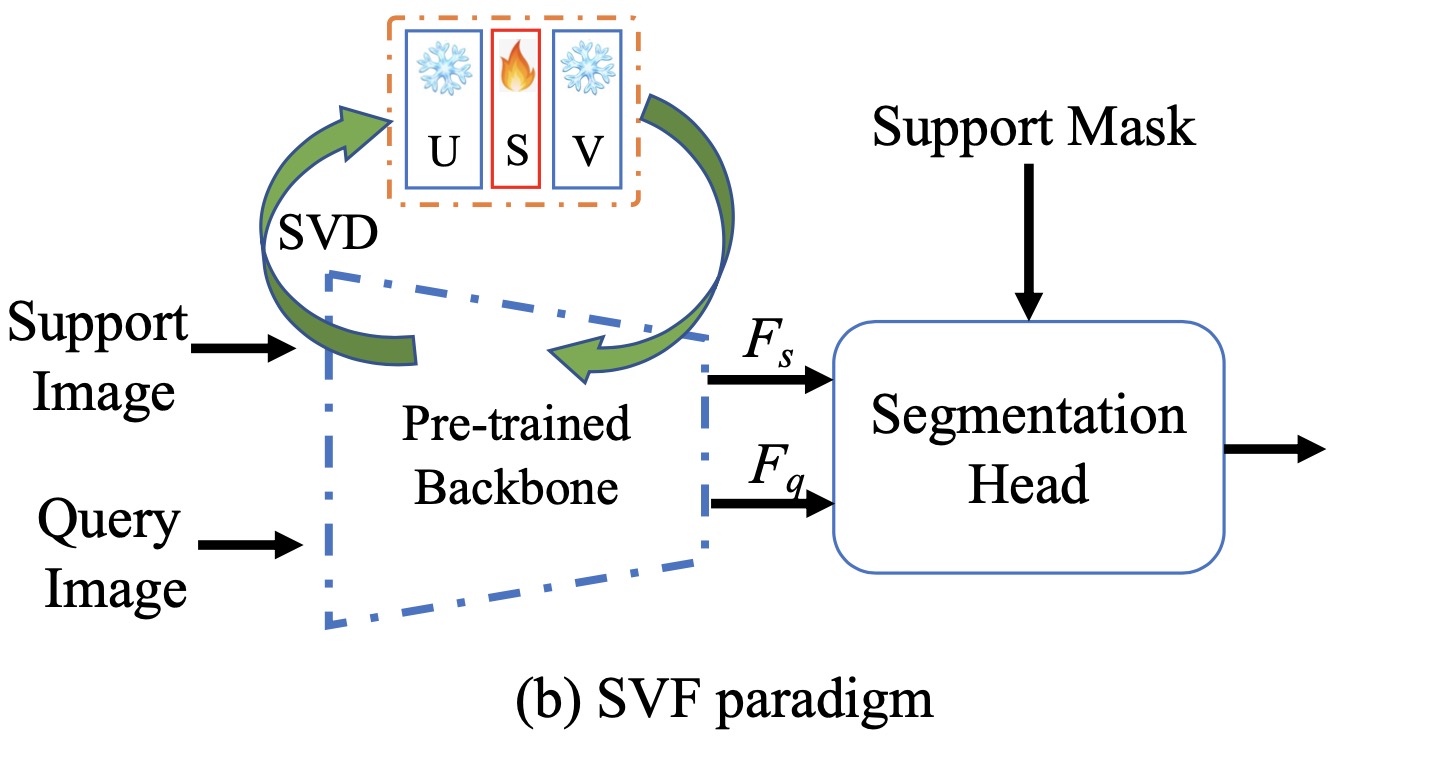 U S V
SVD
Support Mask
Support
Image
F_s
Pre-trained
Backbone
Segmentation
Head
F_q
Query
Image
(b) SVF paradigm